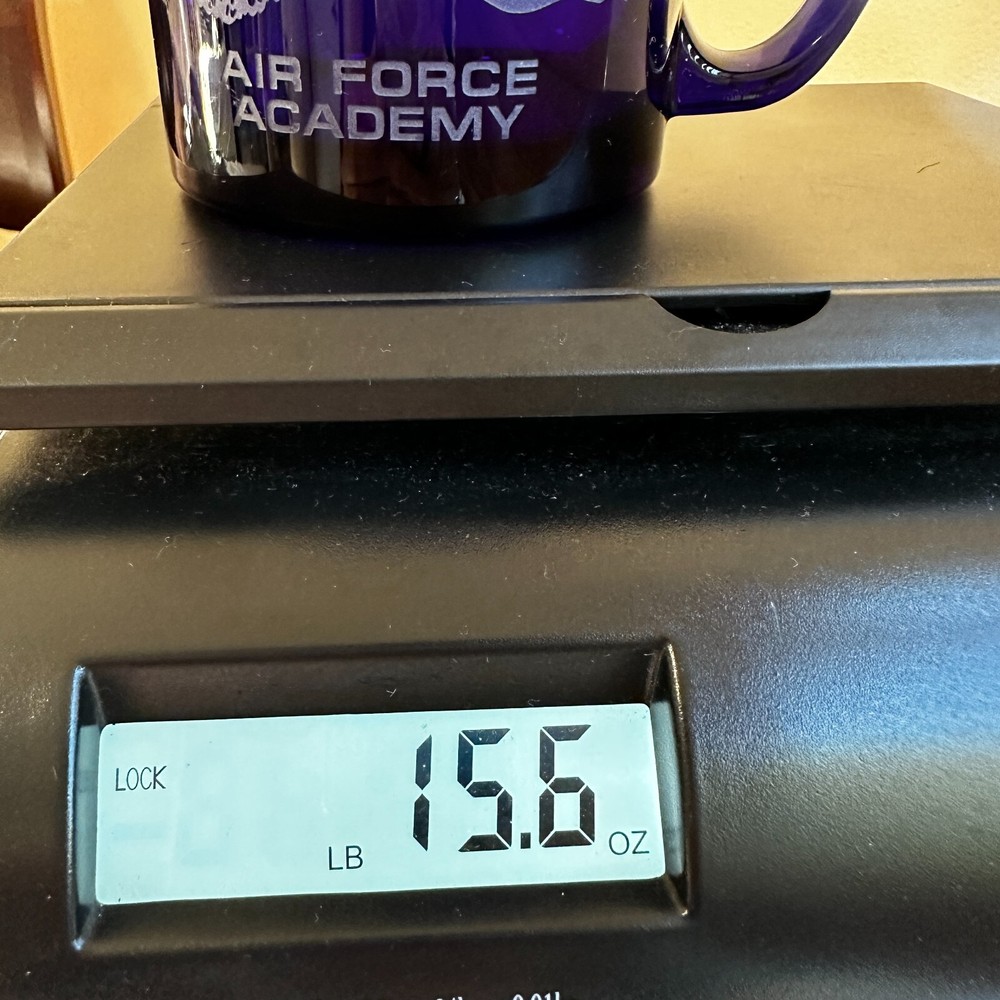 AIR FORCE
ACADEMY
LOCK
LB 15.6 OZ